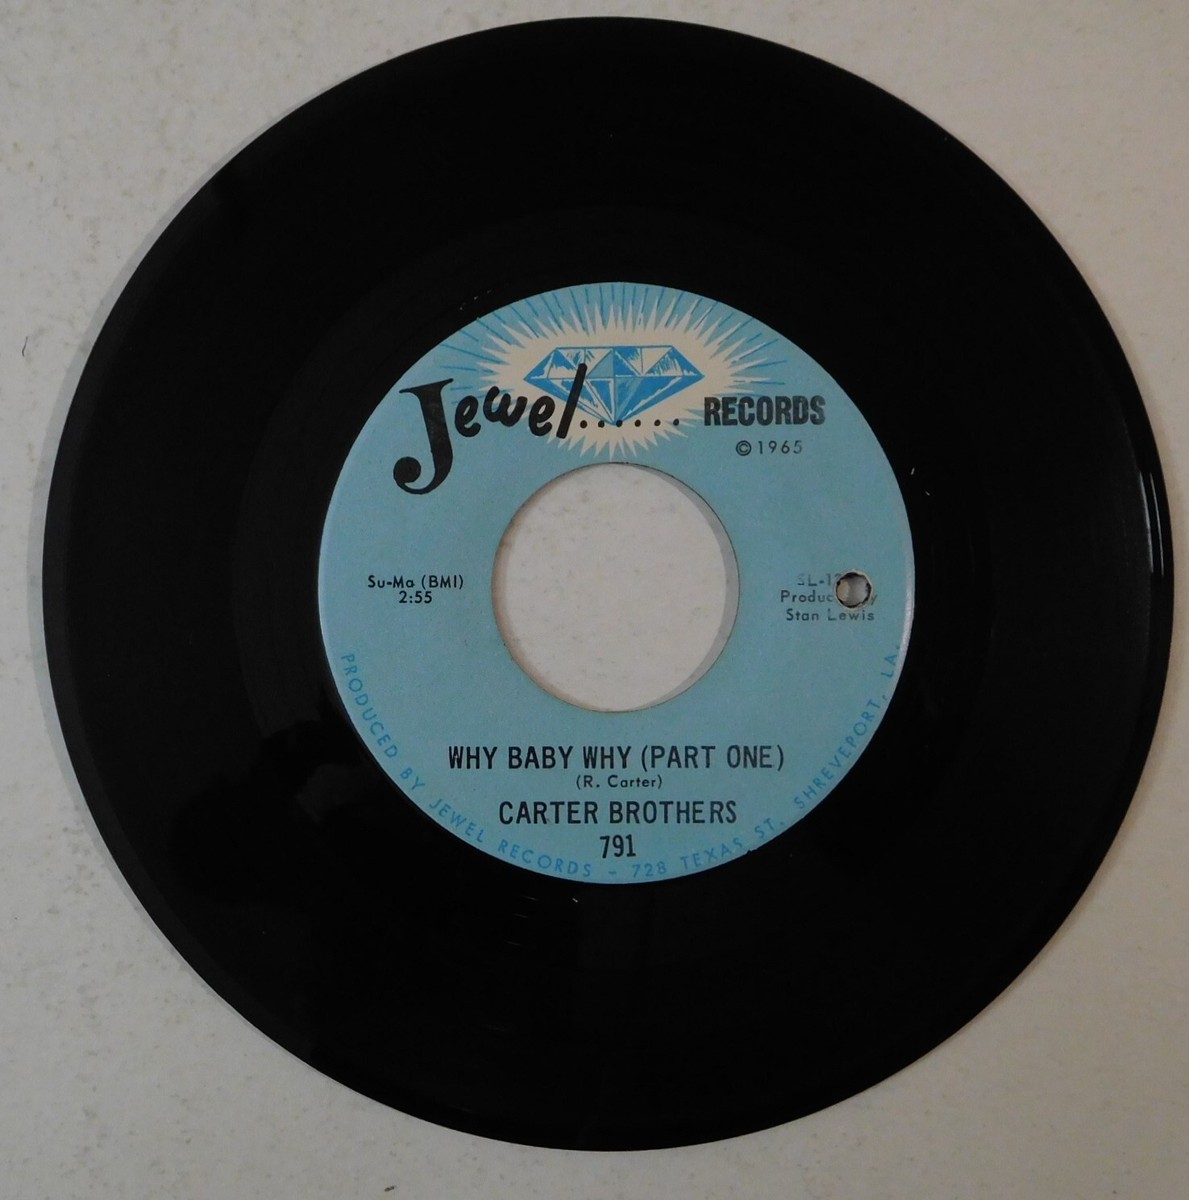 Jewel...... RECORDS
© 1965
Su-Ma (BMI)
2:55
Stan Lewis
WHY BABY WHY (PART ONE)
(R. Carter)
CARTER BROTHERS
791
PRODUCED BY JEWEL RECORDS - 728 TEXAS ST. SHREVEPORT, LA.